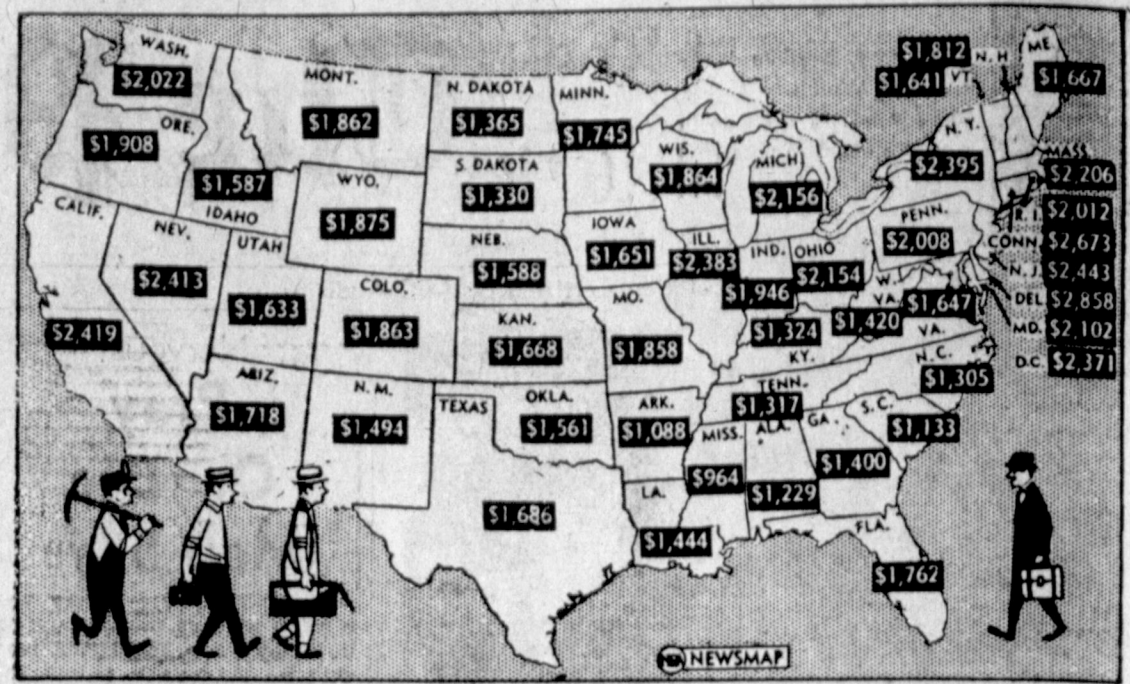 WASH.
$2,022
ORE.
$1,908
MONT.
$1,862
$1,587
IDAHO
WYO.
$1,875
N. DAKOTA
$1,365
S. DAKOTA
$1,330
MINN.
$1,745
WIS.
$1,864
MICH
$2,156
$1,812 N. H
$1,641 VT.
ME.
$1,667
N. Y.
$2,395
MASS.
$2,206
R. I. $2,012
CONN. $2,673
N. J. $2,443
DEL. $2,858
MD. $2,102
D.C. $2,371
CALIF.
$2,419
NEV.
$2,413
UTAH
$1,633
COLO.
$1,863
NEB.
$1,588
KAN.
$1,668
IOWA
$1,651
MO.
$1,858
ILL.
$2,383
IND.
$1,946
OHIO
$2,154
PENN.
$2,008
W.
VA.
$1,420
$1,647
VA.
$1,324
KY.
N.C.
$1,305
TENN.
$1,317
S.C.
$1,133
ARIZ.
$1,718
N. M.
$1,494
TEXAS
$1,686
OKLA.
$1,561
ARK.
$1,088
MISS.
$964
ALA.
$1,229
GA.
$1,400
LA.
$1,444
FLA.
$1,762
NEA NEWSMAP